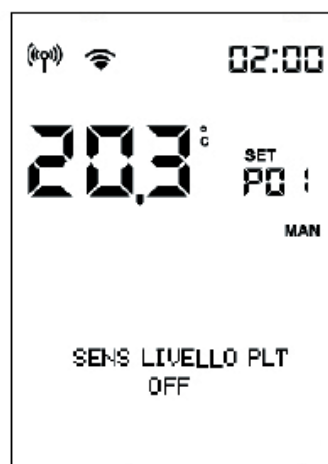 02:00
20,3 °C
SET
P01
MAN
SENS LIVELLO PLT
OFF